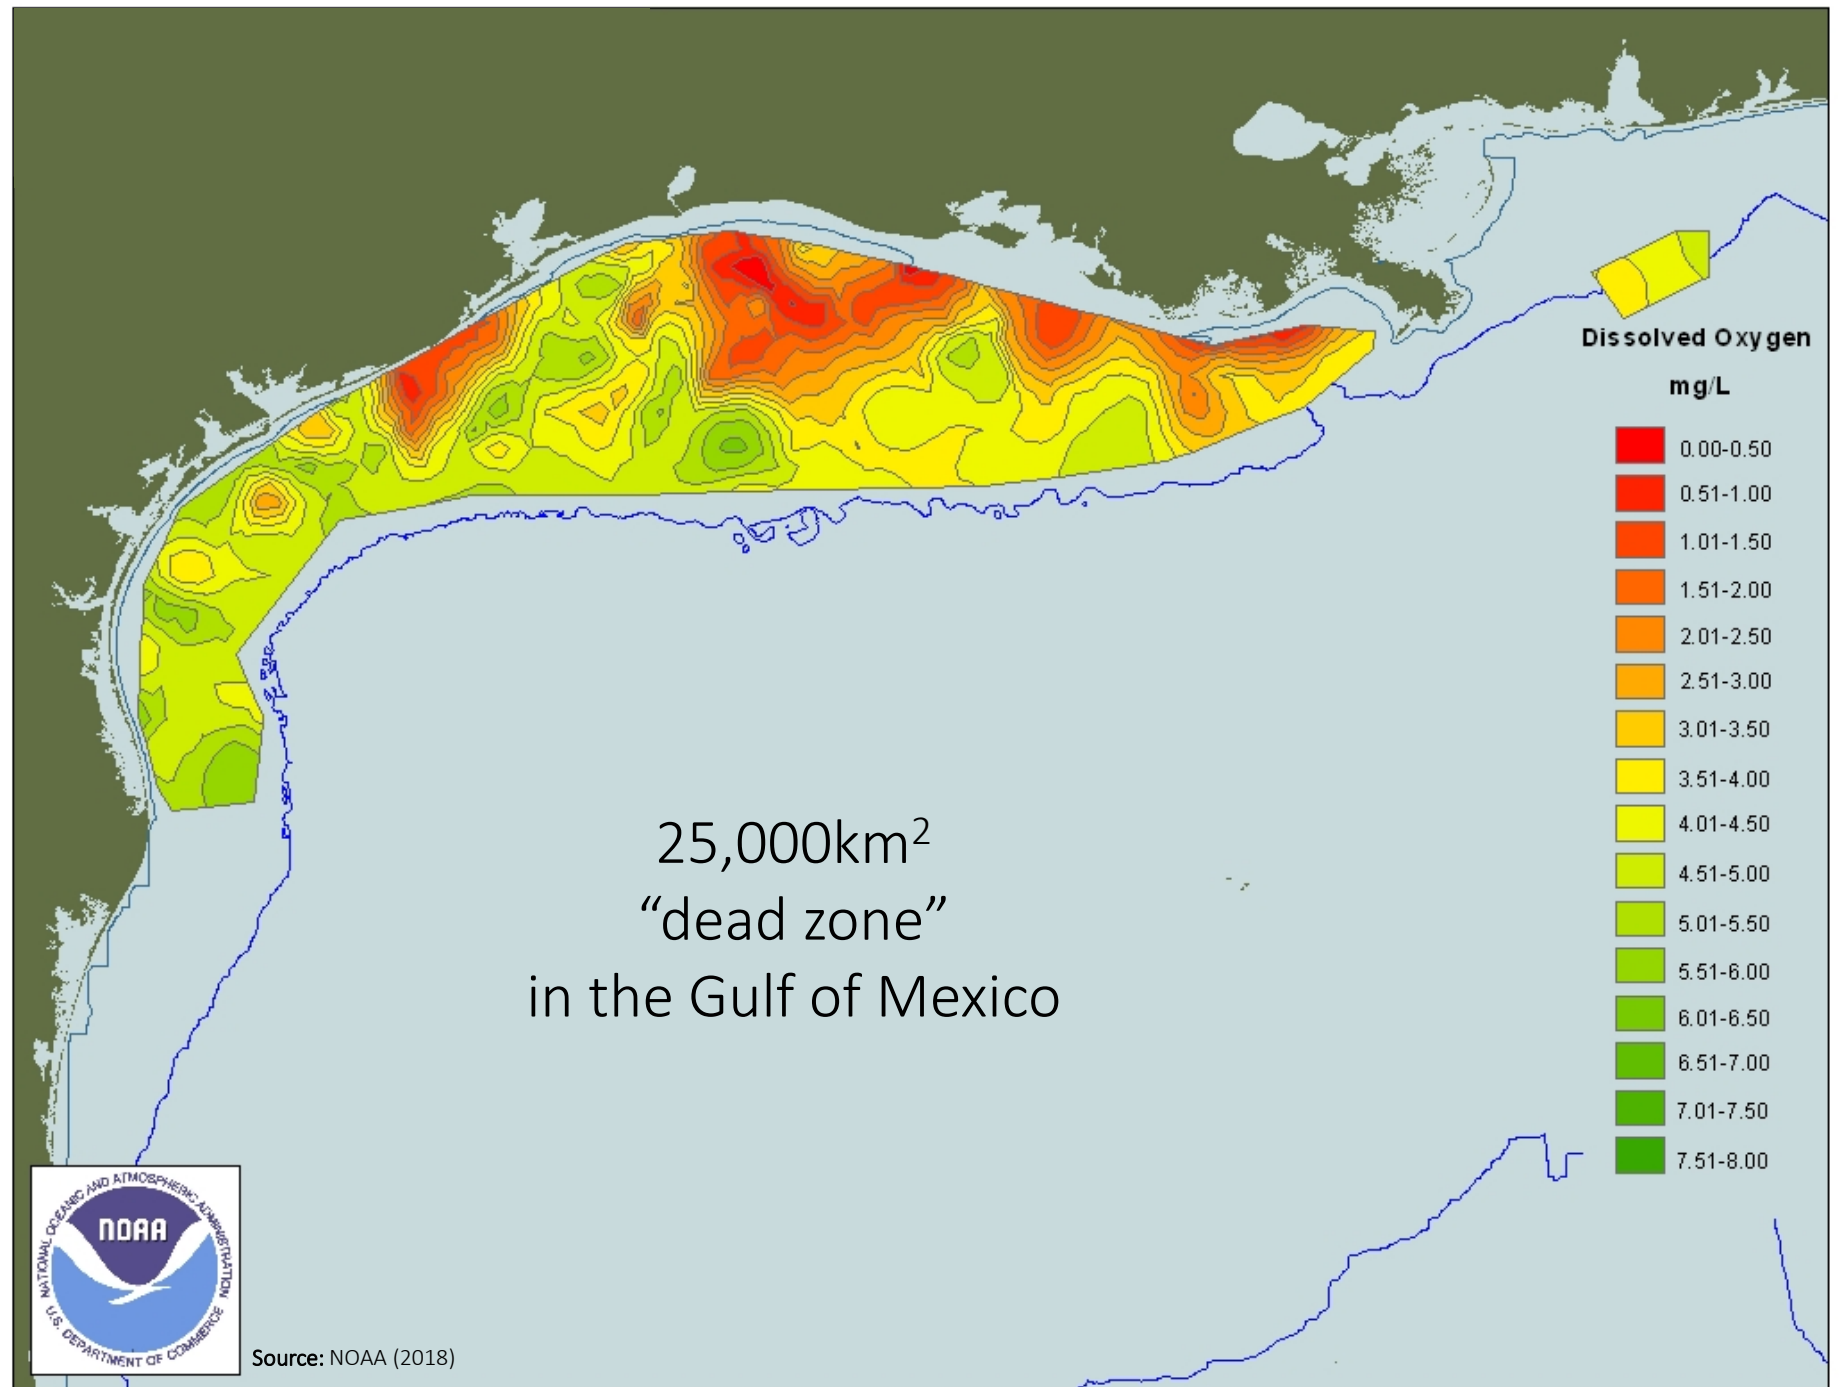 Dissolved Oxygen
mg/L
0.00-0.50
0.51-1.00
1.01-1.50
1.51-2.00
2.01-2.50
2.51-3.00
3.01-3.50
3.51-4.00
4.01-4.50
4.51-5.00
5.01-5.50
5.51-6.00
6.01-6.50
6.51-7.00
7.01-7.50
7.51-8.00
25,000km²
“dead zone”
in the Gulf of Mexico
NATIONAL OCEANIC AND ATMOSPHERIC ADMINISTRATION
NOAA
U.S. DEPARTMENT OF COMMERCE
Source: NOAA (2018)